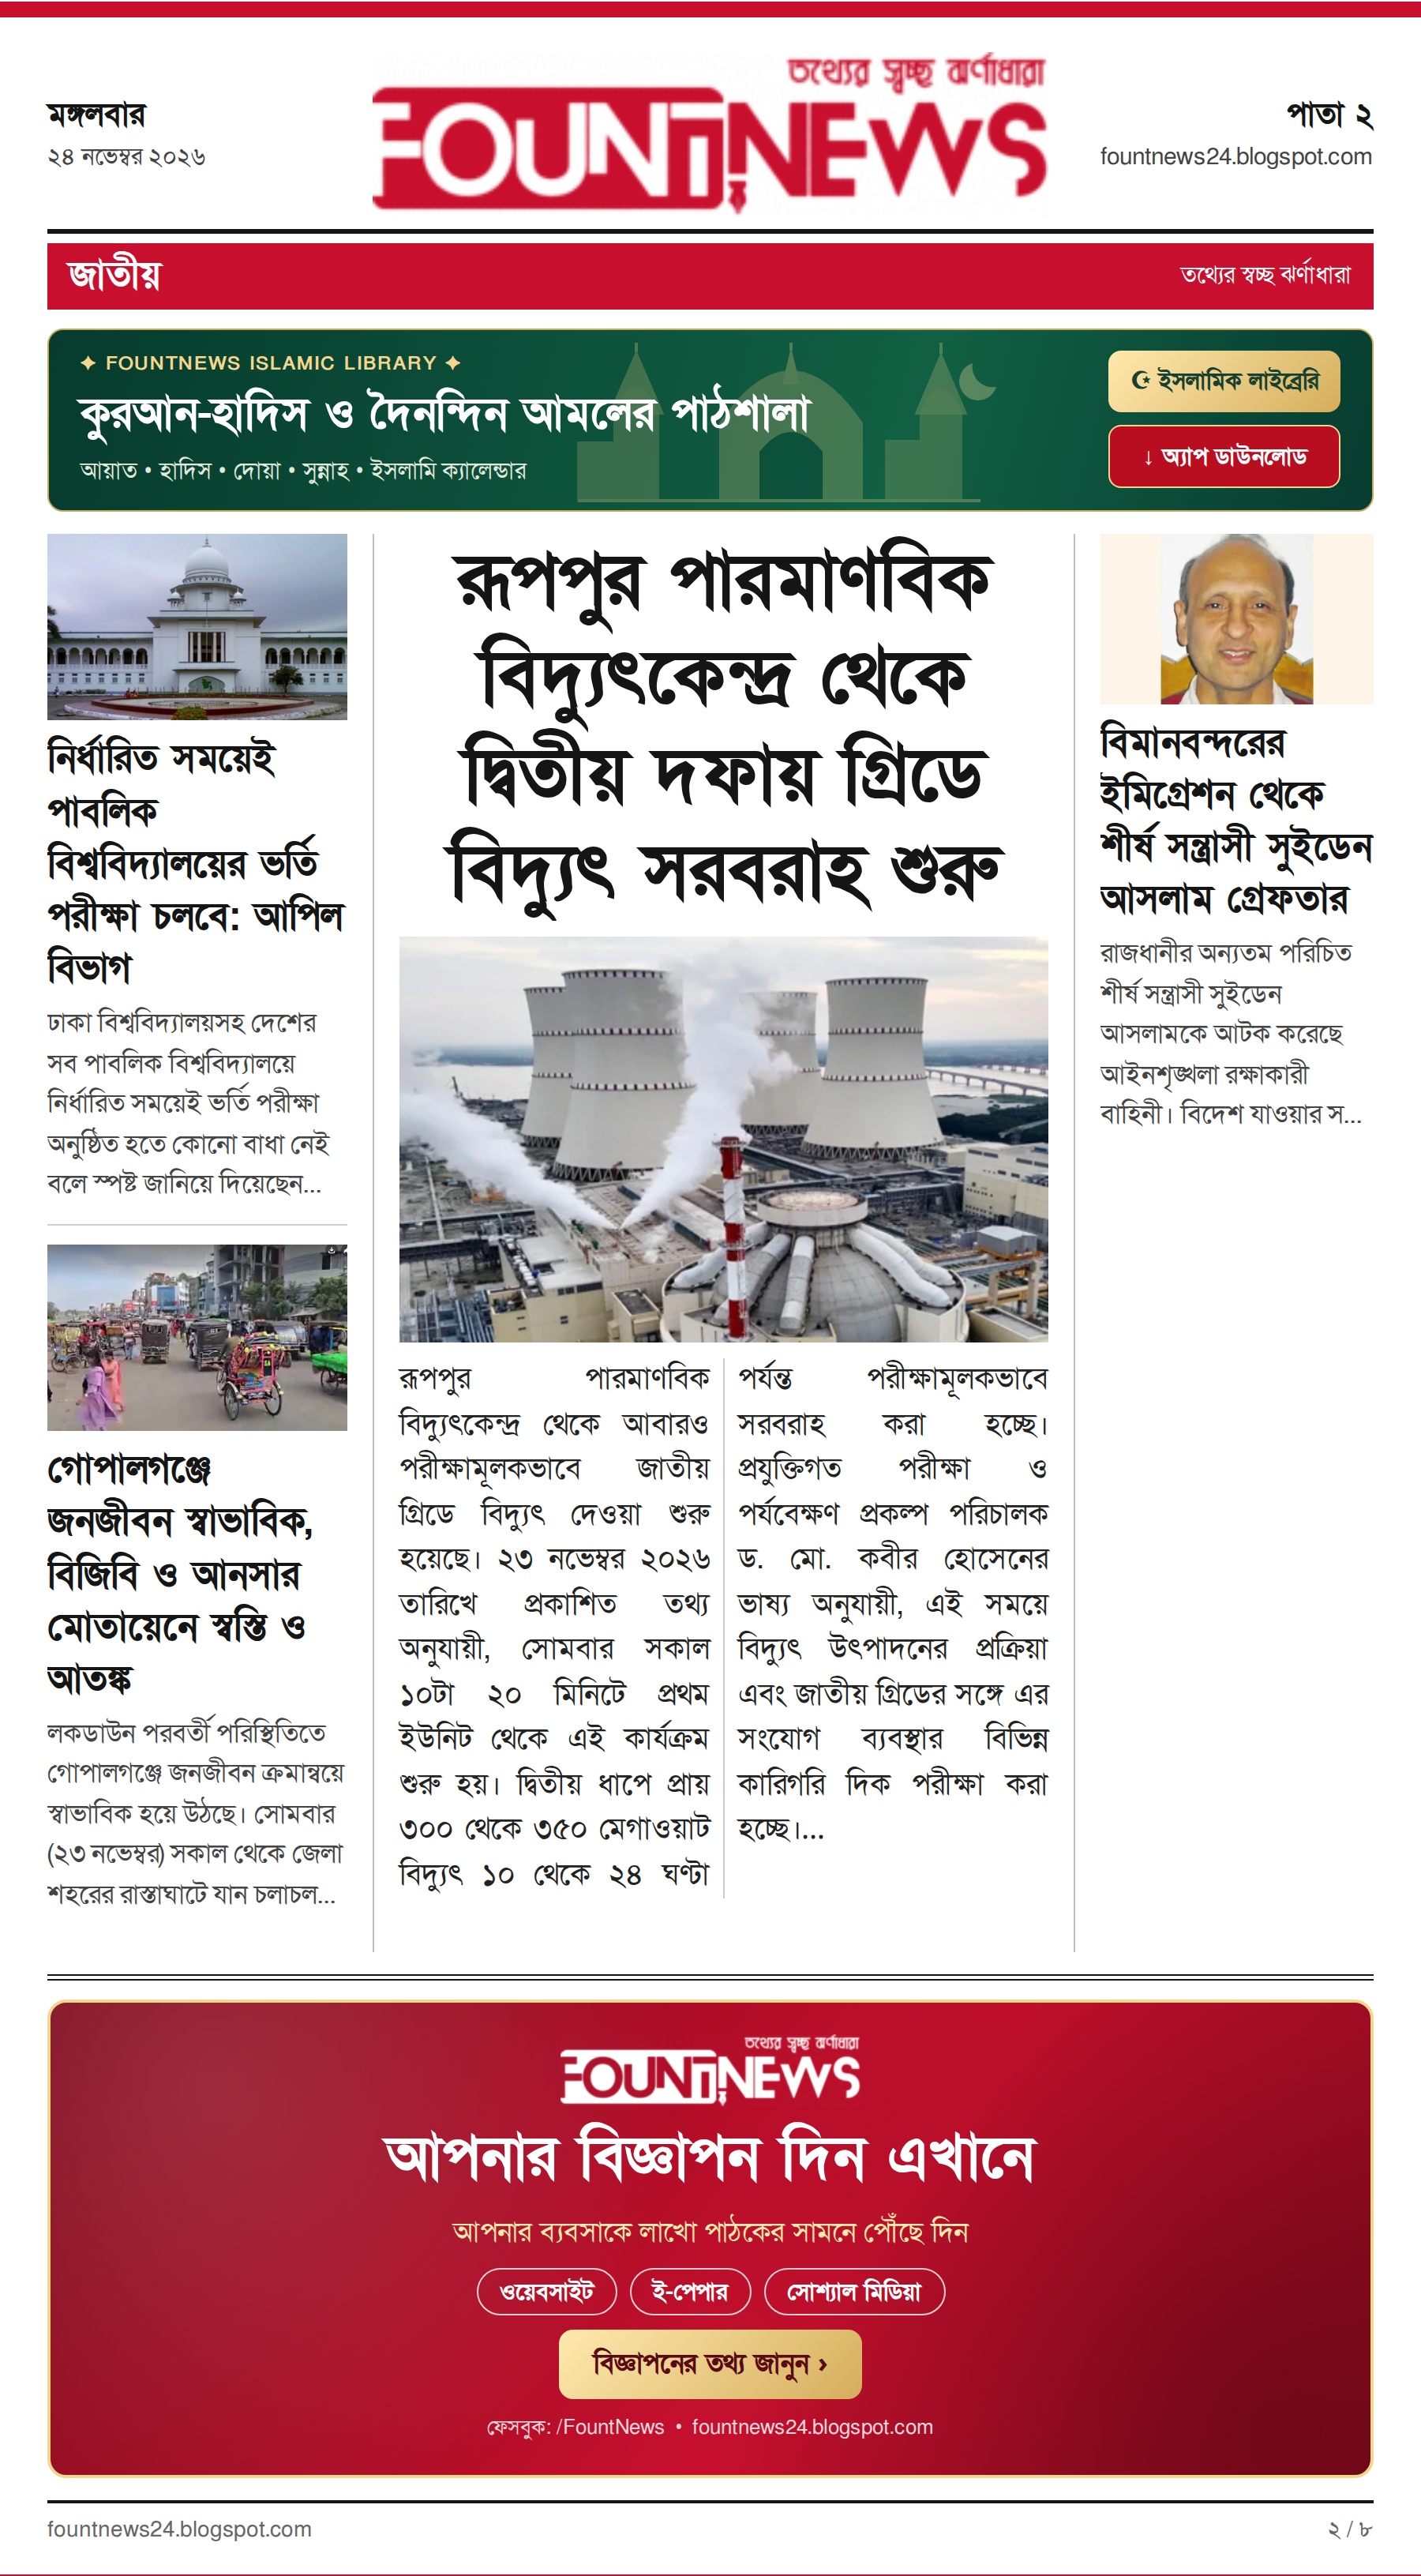 মঙ্গলবার
২৪ নভেম্বর ২০২৬
তথ্যের স্বচ্ছ ঝর্ণাধারা
FOUNTNEWS
পাতা ২
fountnews24.blogspot.com
জাতীয়
তথ্যের স্বচ্ছ ঝর্ণাধারা
✦ FOUNTNEWS ISLAMIC LIBRARY ✦
কুরআন-হাদিস ও দৈনন্দিন আমলের পাঠশালা
আয়াত • হাদিস • দোয়া • সুন্নাহ • ইসলামি ক্যালেন্ডার
☪ ইসলামিক লাইব্রেরি
↓ অ্যাপ ডাউনলোড
নির্ধারিত সময়েই
পাবলিক
বিশ্ববিদ্যালয়ের ভর্তি
পরীক্ষা চলবে: আপিল
বিভাগ
ঢাকা বিশ্ববিদ্যালয়সহ দেশের
সব পাবলিক বিশ্ববিদ্যালয়ে
নির্ধারিত সময়েই ভর্তি পরীক্ষা
অনুষ্ঠিত হতে কোনো বাধা নেই
বলে স্পষ্ট জানিয়ে দিয়েছেন...
গোপালগঞ্জে
জনজীবন স্বাভাবিক,
বিজিবি ও আনসার
মোতায়েনে স্বস্তি ও
আতঙ্ক
লকডাউন পরবর্তী পরিস্থিতিতে
গোপালগঞ্জে জনজীবন ক্রমান্বয়ে
স্বাভাবিক হয়ে উঠছে। সোমবার
(২৩ নভেম্বর) সকাল থেকে জেলা
শহরের রাস্তাঘাটে যান চলাচল...
রূপপুর পারমাণবিক
বিদ্যুৎকেন্দ্র থেকে
দ্বিতীয় দফায় গ্রিডে
বিদ্যুৎ সরবরাহ শুরু
রূপপুর পারমাণবিক
বিদ্যুৎকেন্দ্র থেকে আবারও
পরীক্ষামূলকভাবে জাতীয়
গ্রিডে বিদ্যুৎ দেওয়া শুরু
হয়েছে। ২৩ নভেম্বর ২০২৬
তারিখে প্রকাশিত তথ্য
অনুযায়ী, সোমবার সকাল
১০টা ২০ মিনিটে প্রথম
ইউনিট থেকে এই কার্যক্রম
শুরু হয়। দ্বিতীয় ধাপে প্রায়
৩০০ থেকে ৩৫০ মেগাওয়াট
বিদ্যুৎ ১০ থেকে ২৪ ঘণ্টা
পর্যন্ত পরীক্ষামূলকভাবে
সরবরাহ করা হচ্ছে।
প্রযুক্তিগত পরীক্ষা ও
পর্যবেক্ষণ প্রকল্প পরিচালক
ড. মো. কবীর হোসেনের
ভাষ্য অনুযায়ী, এই সময়ে
বিদ্যুৎ উৎপাদনের প্রক্রিয়া
এবং জাতীয় গ্রিডের সঙ্গে এর
সংযোগ ব্যবস্থার বিভিন্ন
কারিগরি দিক পরীক্ষা করা
হচ্ছে।...
বিমানবন্দরের
ইমিগ্রেশন থেকে
শীর্ষ সন্ত্রাসী সুইডেন
আসলাম গ্রেফতার
রাজধানীর অন্যতম পরিচিত
শীর্ষ সন্ত্রাসী সুইডেন
আসলামকে আটক করেছে
আইনশৃঙ্খলা রক্ষাকারী
বাহিনী। বিদেশ যাওয়ার স...
তথ্যের স্বচ্ছ ঝর্ণাধারা
FOUNTNEWS
আপনার বিজ্ঞাপন দিন এখানে
আপনার ব্যবসাকে লাখো পাঠকের সামনে পৌঁছে দিন
ওয়েবসাইট
ই-পেপার
সোশ্যাল মিডিয়া
বিজ্ঞাপনের তথ্য জানুন ›
ফেসবুক: /FountNews • fountnews24.blogspot.com
fountnews24.blogspot.com
২ / ৮